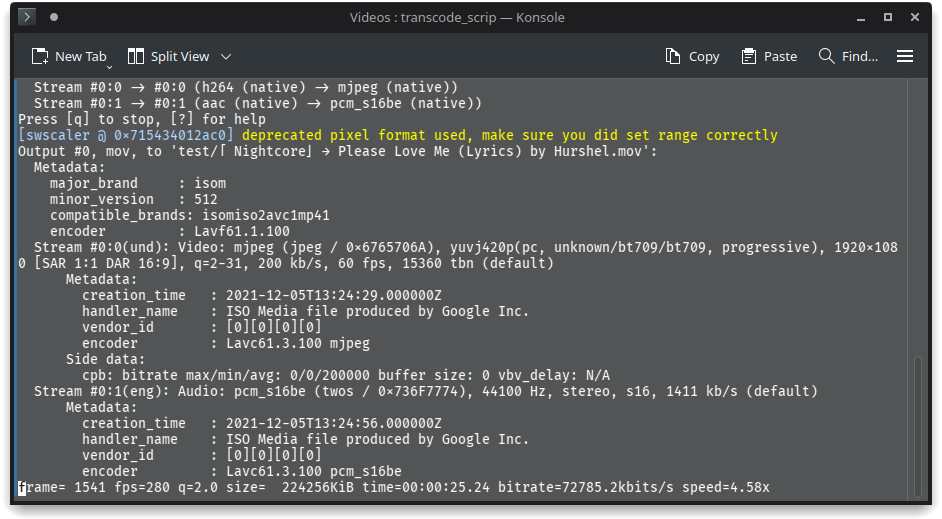 Videos : transcode_scrip — Konsole
New Tab Split View Copy Paste Find...
Stream #0:0 -> #0:0 (h264 (native) -> mjpeg (native))
Stream #0:1 -> #0:1 (aac (native) -> pcm_s16be (native))
Press [q] to stop, [?] for help
[swscaler @ 0x715434012ac0] deprecated pixel format used, make sure you did set range correctly
Output #0, mov, to 'test/「 Nightcore」 → Please Love Me (Lyrics) by Hurshel.mov':
Metadata:
major_brand : isom
minor_version : 512
compatible_brands: isomiso2avc1mp41
encoder : Lavf61.1.100
Stream #0:0(und): Video: mjpeg (jpeg / 0x6765706A), yuvj420p(pc, unknown/bt709/bt709, progressive), 1920x108
0 [SAR 1:1 DAR 16:9], q=2-31, 200 kb/s, 60 fps, 15360 tbn (default)
Metadata:
creation_time : 2021-12-05T13:24:29.000000Z
handler_name : ISO Media file produced by Google Inc.
vendor_id : [0][0][0][0]
encoder : Lavc61.3.100 mjpeg
Side data:
cpb: bitrate max/min/avg: 0/0/200000 buffer size: 0 vbv_delay: N/A
Stream #0:1(eng): Audio: pcm_s16be (twos / 0x736F7774), 44100 Hz, stereo, s16, 1411 kb/s (default)
Metadata:
creation_time : 2021-12-05T13:24:56.000000Z
handler_name : ISO Media file produced by Google Inc.
vendor_id : [0][0][0][0]
encoder : Lavc61.3.100 pcm_s16be
frame= 1541 fps=280 q=2.0 size= 224256KiB time=00:00:25.24 bitrate=72785.2kbits/s speed=4.58x